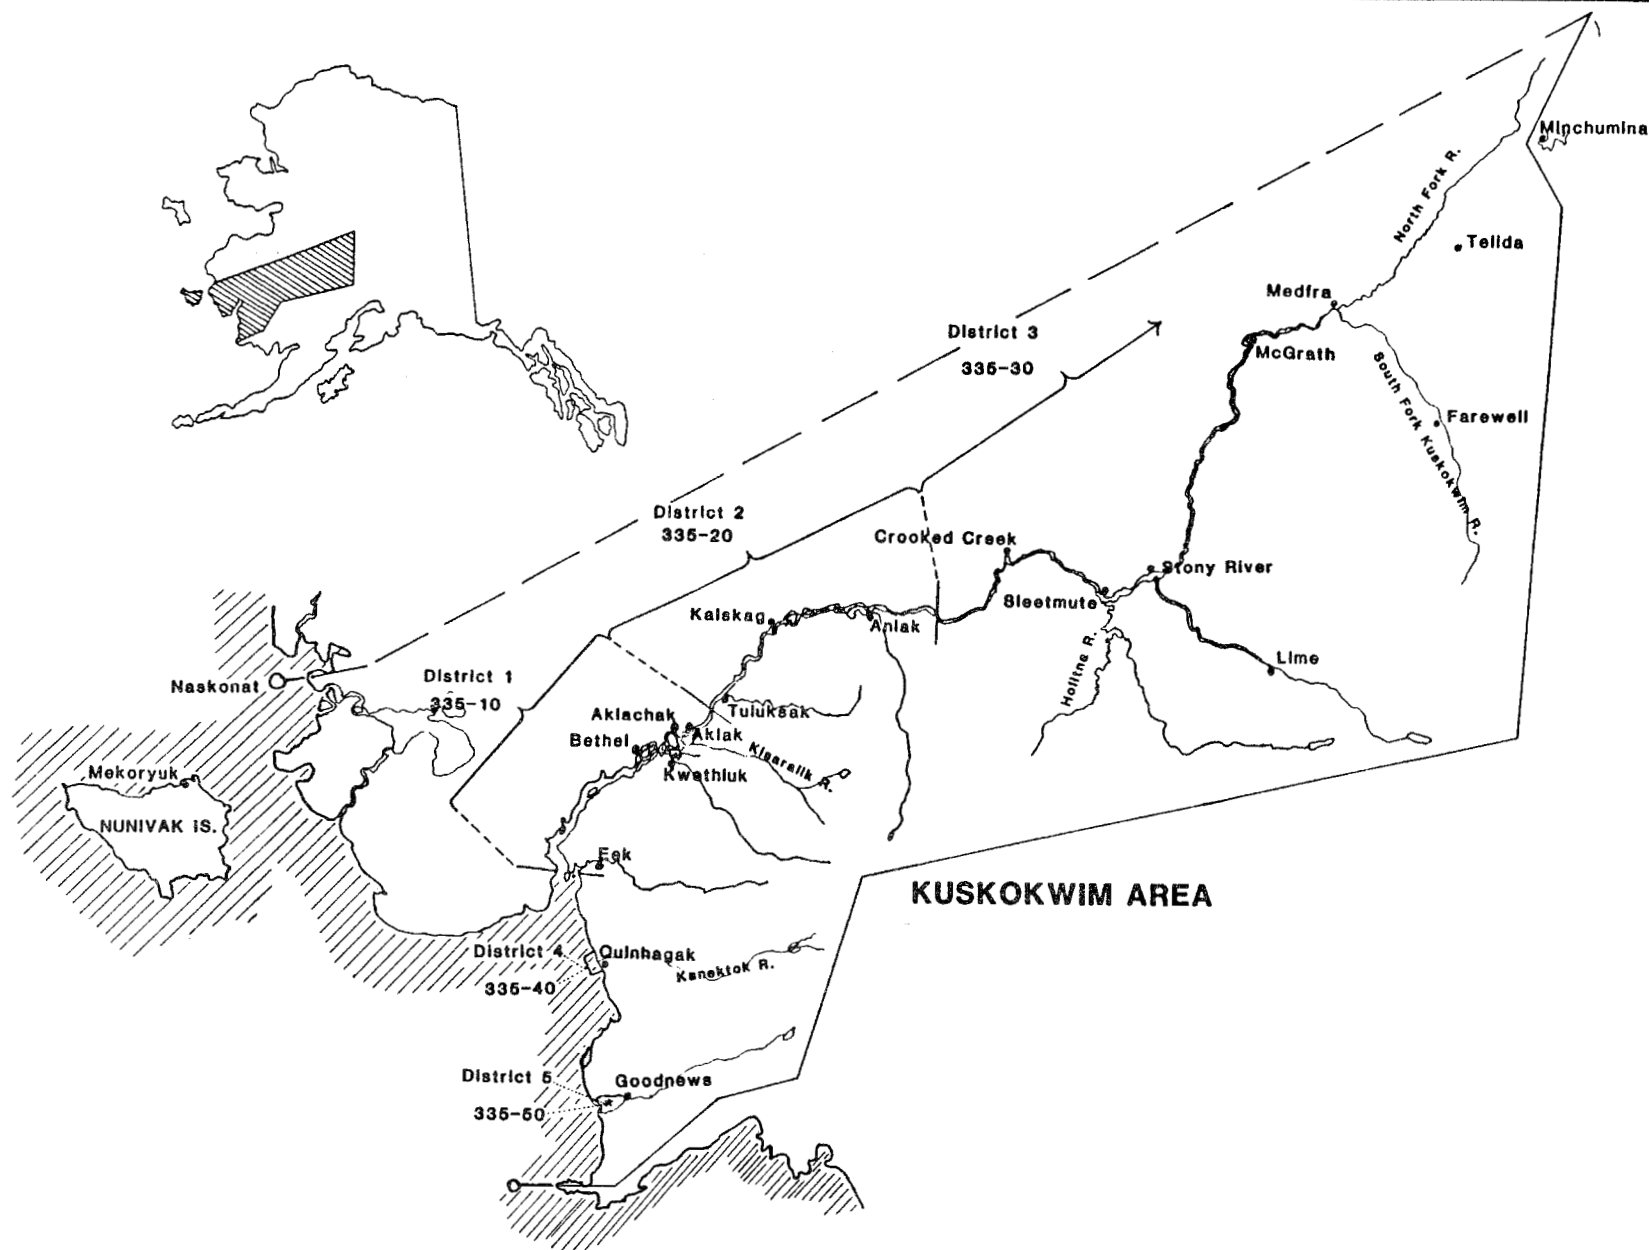 Minchumina
North Fork R.
Telida
Medfra
District 3
335-30
McGrath
South Fork Kuskokwim R.
Farewell
District 2
335-20
Crooked Creek
Stony River
Sleetmute
Kalskag
Aniak
Holitna R.
Lime
Naskonat
District 1
335-10
Tuluksak
Akiachak
Akiak
Bethel
Kisaralik R.
Kwethluk
Mekoryuk
NUNIVAK IS.
Eek
KUSKOKWIM AREA
District 4
335-40
Quinhagak
Kanektok R.
District 5
335-50
Goodnews